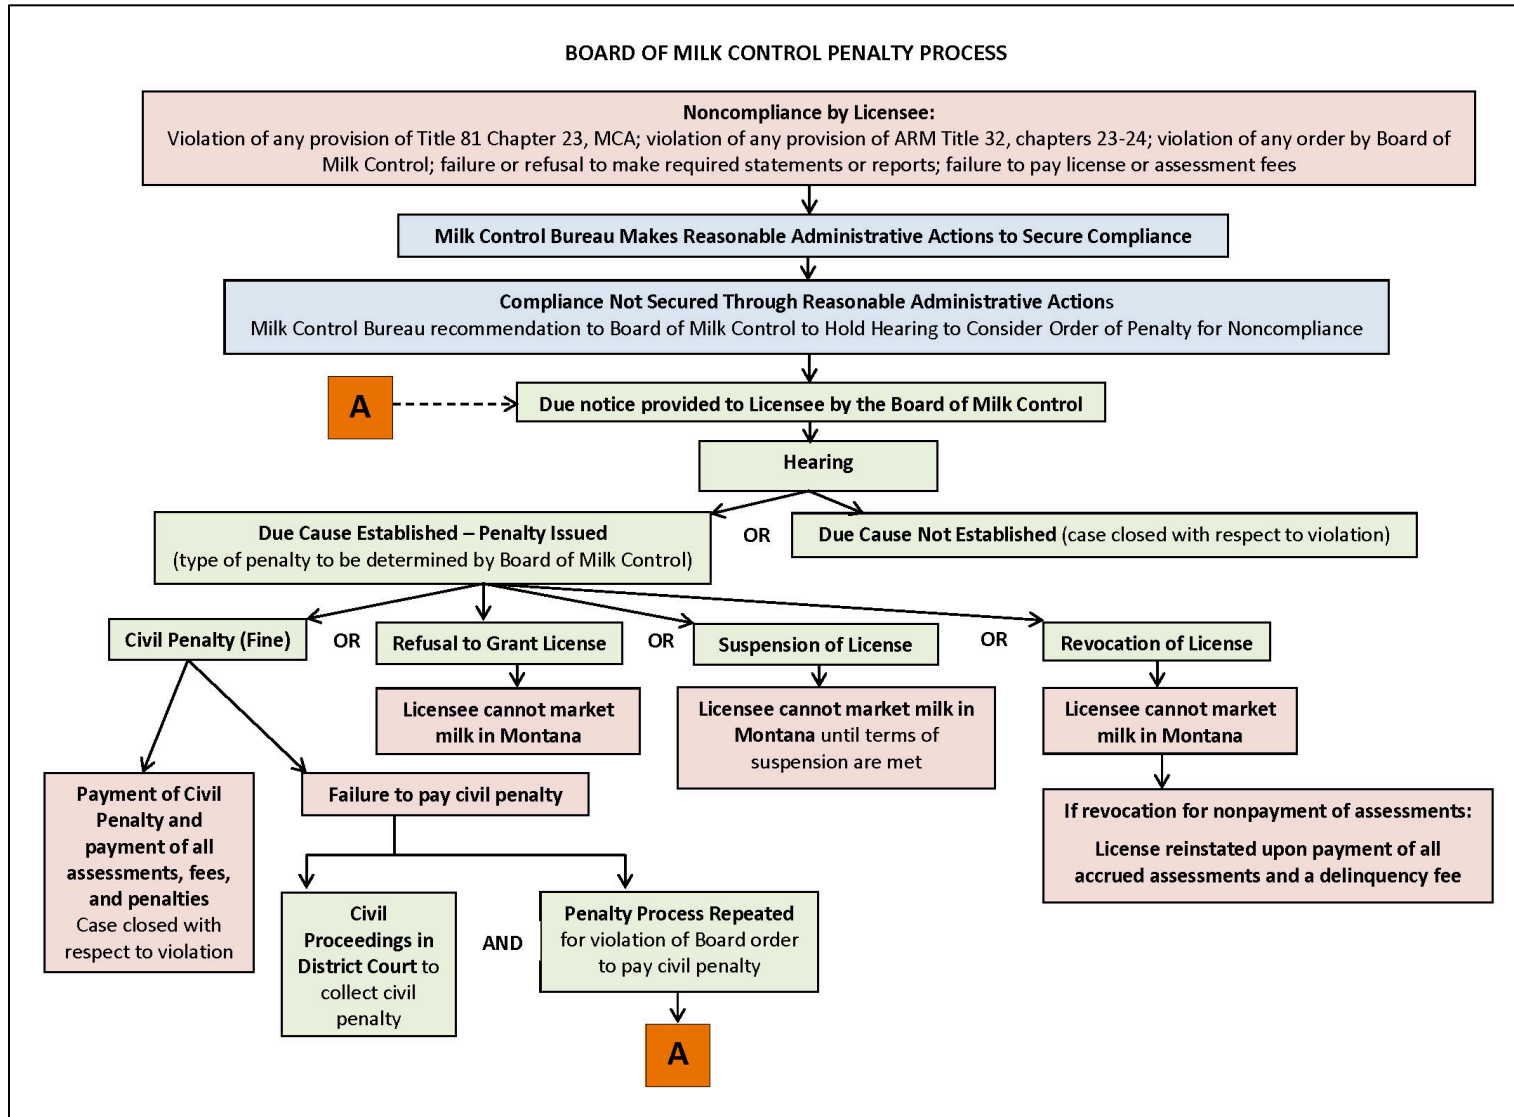 BOARD OF MILK CONTROL PENALTY PROCESS
Noncompliance by Licensee:
Violation of any provision of Title 81 Chapter 23, MCA; violation of any provision of ARM Title 32, chapters 23-24; violation of any order by Board of
Milk Control; failure or refusal to make required statements or reports; failure to pay license or assessment fees
Milk Control Bureau Makes Reasonable Administrative Actions to Secure Compliance
Compliance Not Secured Through Reasonable Administrative Actions
Milk Control Bureau recommendation to Board of Milk Control to Hold Hearing to Consider Order of Penalty for Noncompliance
A
Due notice provided to Licensee by the Board of Milk Control
Hearing
Due Cause Established – Penalty Issued
(type of penalty to be determined by Board of Milk Control)
OR
Due Cause Not Established (case closed with respect to violation)
Civil Penalty (Fine)
OR
Refusal to Grant License
OR
Suspension of License
OR
Revocation of License
Licensee cannot market
milk in Montana
Licensee cannot market milk in
Montana until terms of
suspension are met
Licensee cannot market
milk in Montana
Payment of Civil
Penalty and
payment of all
assessments, fees,
and penalties
Case closed with
respect to violation
Failure to pay civil penalty
If revocation for nonpayment of assessments:
License reinstated upon payment of all
accrued assessments and a delinquency fee
Civil
Proceedings in
District Court to
collect civil
penalty
AND
Penalty Process Repeated
for violation of Board order
to pay civil penalty
A